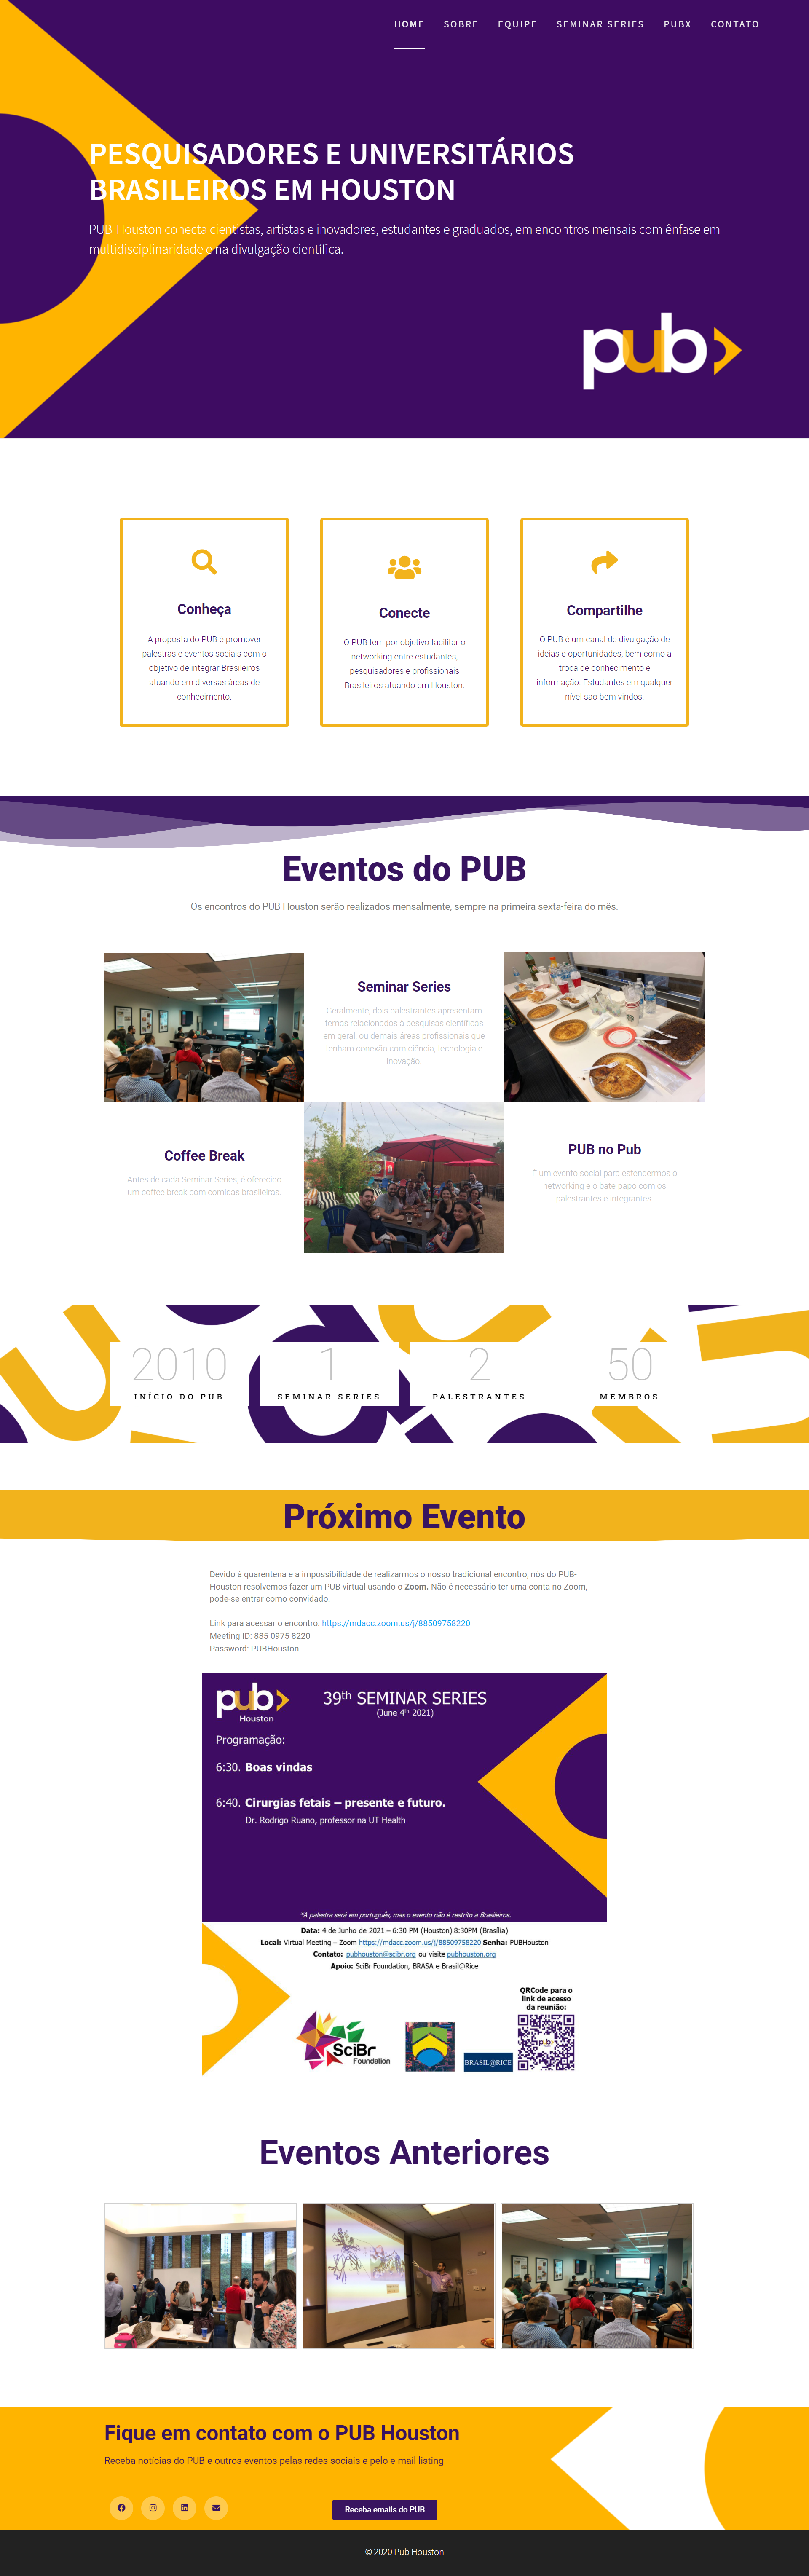 HOME SOBRE EQUIPE SEMINAR SERIES PUBX CONTATO
PESQUISADORES E UNIVERSITÁRIOS
BRASILEIROS EM HOUSTON
PUB-Houston conecta cientistas, artistas e inovadores, estudantes e graduados, em encontros mensais com ênfase em
multidisciplinaridade e na divulgação científica.
pub
Conheça
A proposta do PUB é promover
palestras e eventos sociais com o
objetivo de integrar Brasileiros
atuando em diversas áreas de
conhecimento.
Conecte
O PUB tem por objetivo facilitar o
networking entre estudantes,
pesquisadores e profissionais
Brasileiros atuando em Houston.
Compartilhe
O PUB é um canal de divulgação de
ideias e oportunidades, bem como a
troca de conhecimento e
informação. Estudantes em qualquer
nível são bem vindos.
Eventos do PUB
Os encontros do PUB Houston serão realizados mensalmente, sempre na primeira sexta-feira do mês.
Seminar Series
Geralmente, dois palestrantes apresentam
temas relacionados à pesquisas científicas
em geral, ou demais áreas profissionais que
tenham conexão com ciência, tecnologia e
inovação.
Coffee Break
Antes de cada Seminar Series, é oferecido
um coffee break com comidas brasileiras.
PUB no Pub
É um evento social para estendermos o
networking e o bate-papo com os
palestrantes e integrantes.
2010
INÍCIO DO PUB
1
SEMINAR SERIES
2
PALESTRANTES
50
MEMBROS
Próximo Evento
Devido à quarentena e a impossibilidade de realizarmos o nosso tradicional encontro, nós do PUB-
Houston resolvemos fazer um PUB virtual usando o Zoom. Não é necessário ter uma conta no Zoom,
pode-se entrar como convidado.
Link para acessar o encontro: https://mdacc.zoom.us/j/88509758220
Meeting ID: 885 0975 8220
Password: PUBHouston
pub
Houston
39th SEMINAR SERIES
(June 4th 2021)
Programação:
6:30. Boas vindas
6:40. Cirurgias fetais – presente e futuro.
Dr. Rodrigo Ruano, professor na UT Health
*A palestra será em português, mas o evento não é restrito a Brasileiros.
Data: 4 de Junho de 2021 – 6:30 PM (Houston) 8:30PM (Brasília)
Local: Virtual Meeting – Zoom https://mdacc.zoom.us/j/88509758220 Senha: PUBHouston
Contato: pubhouston@scibr.org ou visite pubhouston.org
Apoio: SciBr Foundation, BRASA e Brasil@Rice
QRCode para o
link de acesso
da reunião:
SciBr
Foundation
BRASIL@RICE
pub
Eventos Anteriores
Fique em contato com o PUB Houston
Receba notícias do PUB e outros eventos pelas redes sociais e pelo e-mail listing
Receba emails do PUB
© 2020 Pub Houston